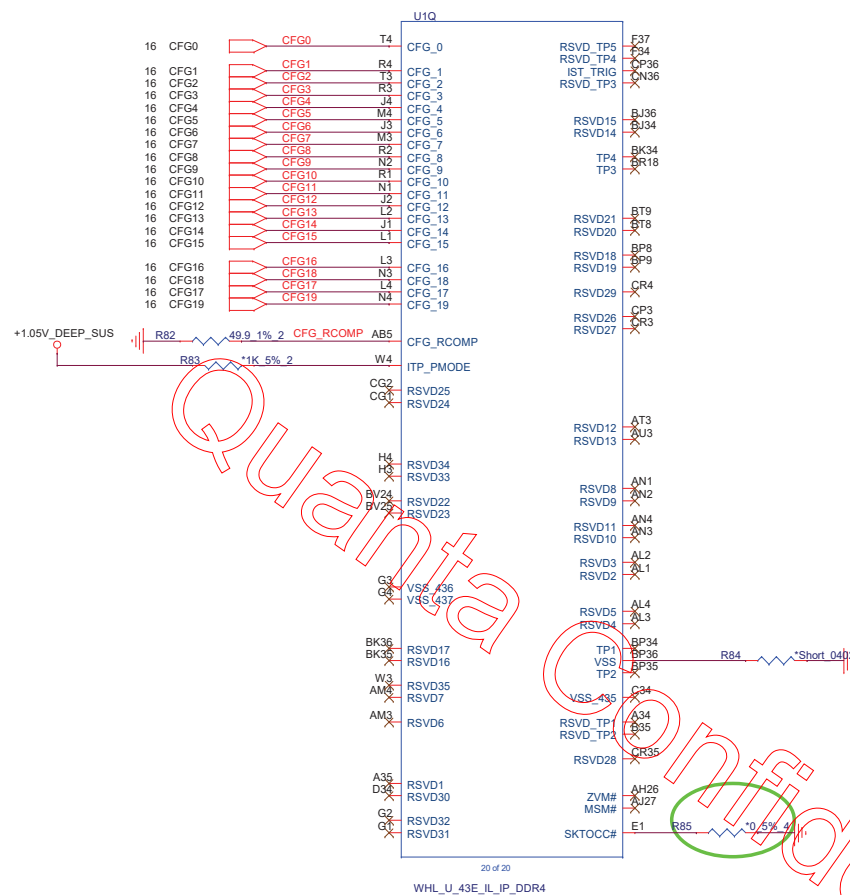 U1Q
16 CFG0 CFG0 T4 CFG_0
16 CFG1 CFG1 R4 CFG_1
16 CFG2 CFG2 T3 CFG_2
16 CFG3 CFG3 R3 CFG_3
16 CFG4 CFG4 J4 CFG_4
16 CFG5 CFG5 M4 CFG_5
16 CFG6 CFG6 J3 CFG_6
16 CFG7 CFG7 M3 CFG_7
16 CFG8 CFG8 R2 CFG_8
16 CFG9 CFG9 N2 CFG_9
16 CFG10 CFG10 R1 CFG_10
16 CFG11 CFG11 N1 CFG_11
16 CFG12 CFG12 J2 CFG_12
16 CFG13 CFG13 L2 CFG_13
16 CFG14 CFG14 J1 CFG_14
16 CFG15 CFG15 L1 CFG_15
16 CFG16 CFG16 L3 CFG_16
16 CFG18 CFG18 N3 CFG_18
16 CFG17 CFG17 L4 CFG_17
16 CFG19 CFG19 N4 CFG_19
+1.05V_DEEP_SUS
R82 49.9_1%_2 CFG_RCOMP AB5 CFG_RCOMP
R83 *1K_5%_2 W4 ITP_PMODE
CG2 RSVD25
CG1 RSVD24
H4 RSVD34
H3 RSVD33
BV24 RSVD22
BV25 RSVD23
G3 VSS_436
G4 VSS_437
BK36 RSVD17
BK35 RSVD16
W3 RSVD35
AM4 RSVD7
AM3 RSVD6
A35 RSVD1
D34 RSVD30
G2 RSVD32
G1 RSVD31
RSVD_TP5 F37
RSVD_TP4 F34
IST_TRIG CP36
RSVD_TP3 CN36
RSVD15 BJ36
RSVD14 BJ34
TP4 BK34
TP3 BR18
RSVD21 BT9
RSVD20 BT8
RSVD18 BP8
RSVD19 BP9
RSVD29 CR4
RSVD26 CP3
RSVD27 CR3
RSVD12 AT3
RSVD13 AU3
RSVD8 AN1
RSVD9 AN2
RSVD11 AN4
RSVD10 AN3
RSVD3 AL2
RSVD2 AL1
RSVD5 AL4
RSVD4 AL3
TP1 BP34
VSS BP36 R84 *Short_040
TP2 BP35
VSS_435 C34
RSVD_TP1 A34
RSVD_TP2 B35
RSVD28 CR35
ZVM# AH26
MSM# AJ27
SKTOCC# E1 R85 *0_5%_4
20 of 20
WHL_U_43E_IL_IP_DDR4
Quanta Confid